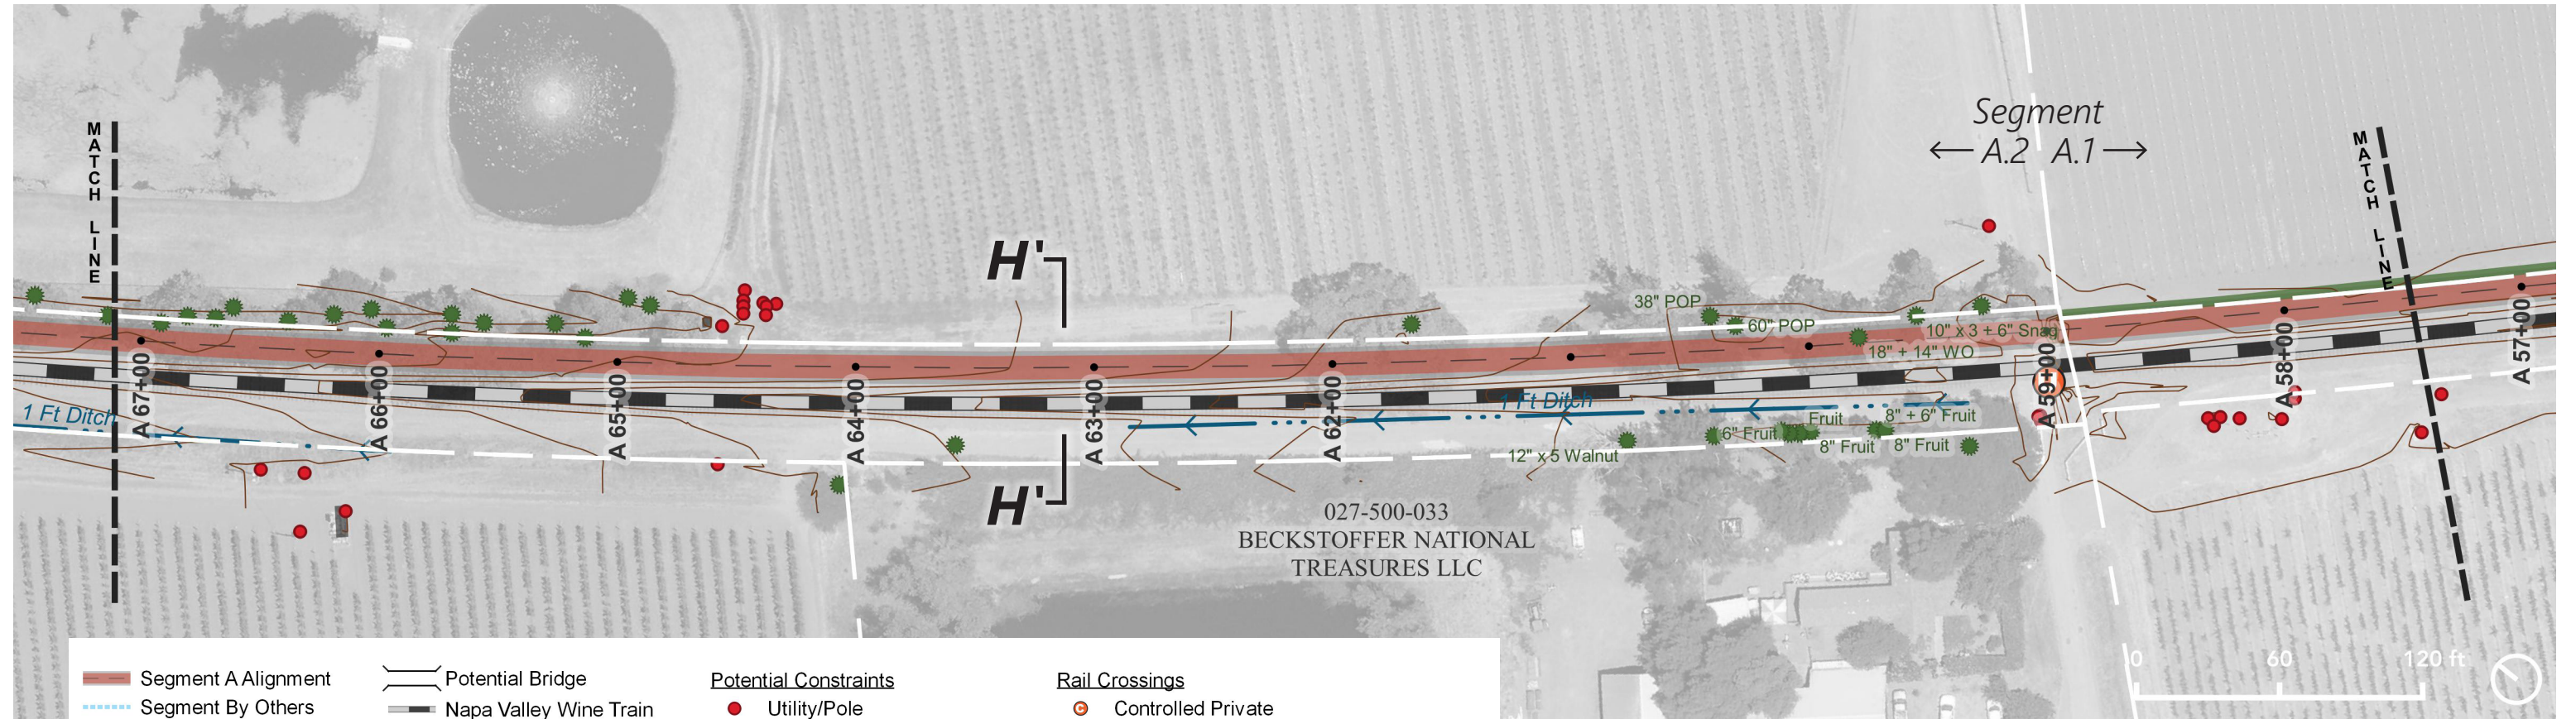 MATCH LINE
Segment
A.2 A.1
MATCH LINE
H'
38" POP
60" POP
10" x 3 + 6" Snag
18" + 14" WO
1 Ft Ditch
A 67+00
A 66+00
A 65+00
A 64+00
A 63+00
A 62+00
A 59+00
A 58+00
A 57+00
1 Ft Ditch
Fruit
8" + 6" Fruit
6" Fruit
8" Fruit
8" Fruit
12" x 5 Walnut
H'
027-500-033
BECKSTOFFER NATIONAL
TREASURES LLC
0 60 120 ft
Segment A Alignment
Segment By Others
Potential Bridge
Napa Valley Wine Train
Potential Constraints
Utility/Pole
Rail Crossings
C Controlled Private